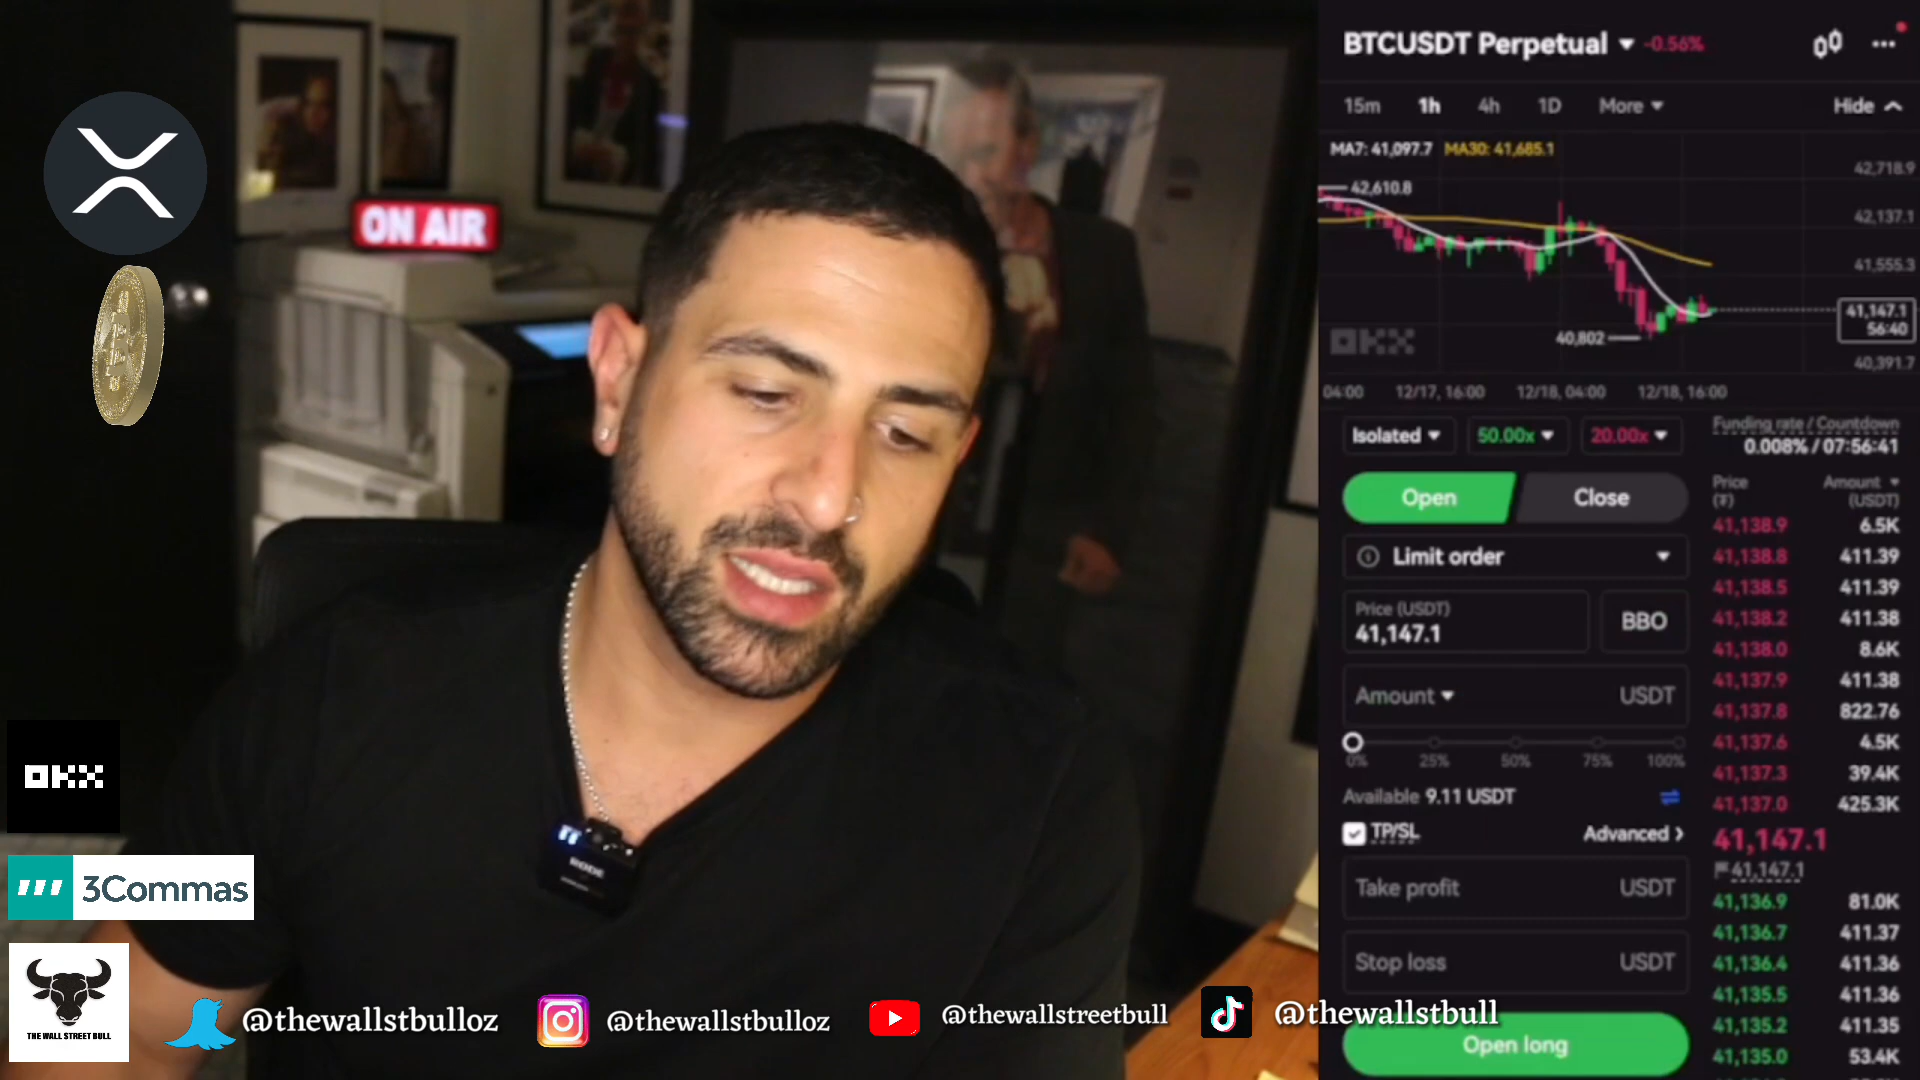 ON AIR
OKX
3Commas
THE WALL STREET BULL
RODE
@thewallstbulloz
@thewallstbulloz
@thewallstreetbull
@thewallstbull
BTCUSDT Perpetual -0.56%
15m 1h 4h 1D More Hide
MA7: 41,097.7 MA30: 41,685.1
42,718.9
42,610.8
42,137.1
41,555.3
41,147.1
56:40
40,802
OKX
40,391.7
04:00 12/17, 16:00 12/18, 04:00 12/18, 16:00
Isolated 50.00x 20.00x
Funding rate / Countdown
0.008% / 07:56:41
Open Close
Limit order
Price (USDT)
41,147.1
BBO
Amount USDT
0% 25% 50% 75% 100%
Available 9.11 USDT
TP/SL Advanced
Take profit USDT
Stop loss USDT
Open long
Price Amount
(₮) (USDT)
41,138.9 6.5K
41,138.8 411.39
41,138.5 411.39
41,138.2 411.38
41,138.0 8.6K
41,137.9 411.38
41,137.8 822.76
41,137.6 4.5K
41,137.3 39.4K
41,137.0 425.3K
41,147.1
41,147.1
41,136.9 81.0K
41,136.7 411.37
41,136.4 411.36
41,135.5 411.36
41,135.2 411.35
41,135.0 53.4K